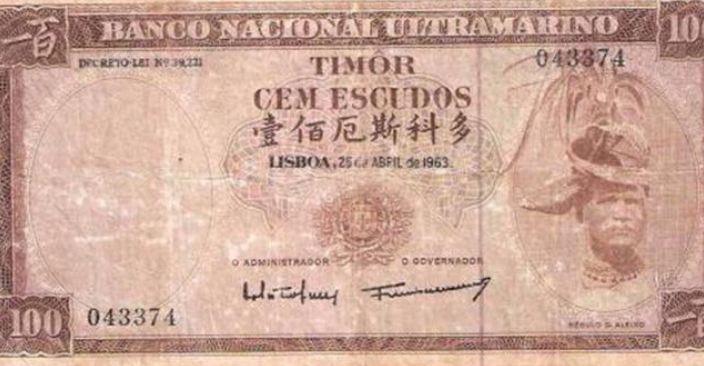 一百 BANCO NACIONAL ULTRAMARINO 100
DECRETO-LEI Nº 39,221
TIMÔR
043374
CEM ESCUDOS
壹佰厄斯科多
LISBOA, 25 de ABRIL de 1963.
O ADMINISTRADOR
O GOVERNADOR
100
043374
RÉGULO D. ALEIXO
一百